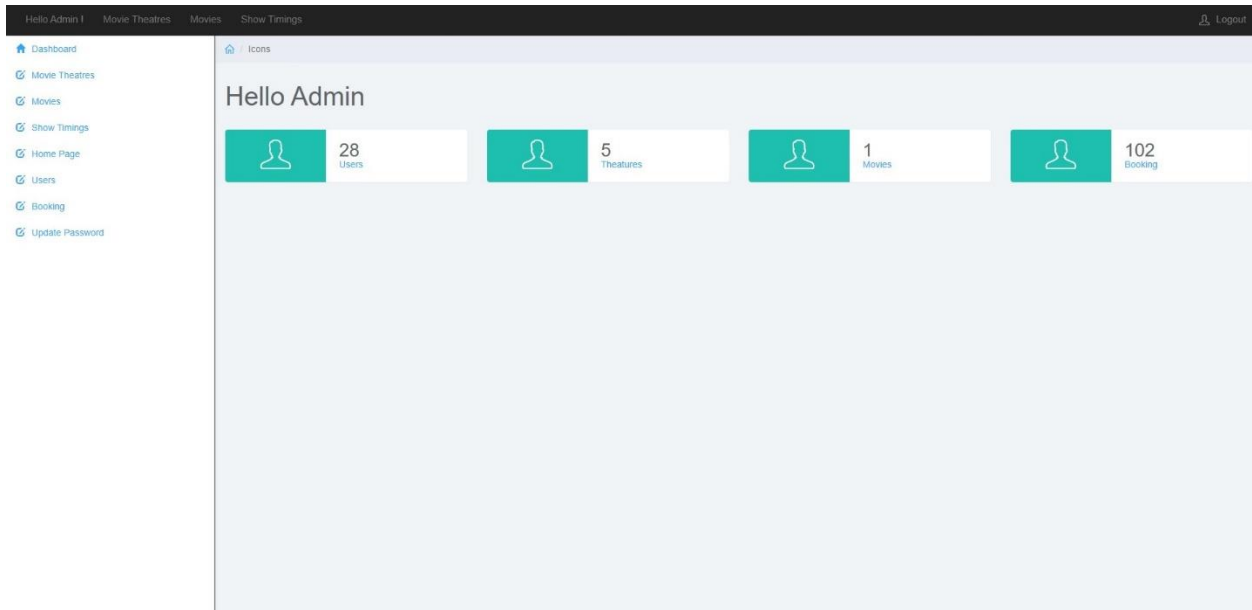 Hello Admin ! Movie Theatres Movies Show Timings Logout
Dashboard
Movie Theatres
Movies
Show Timings
Home Page
Users
Booking
Update Password
/ Icons
Hello Admin
28
Users
5
Theatures
1
Movies
102
Booking